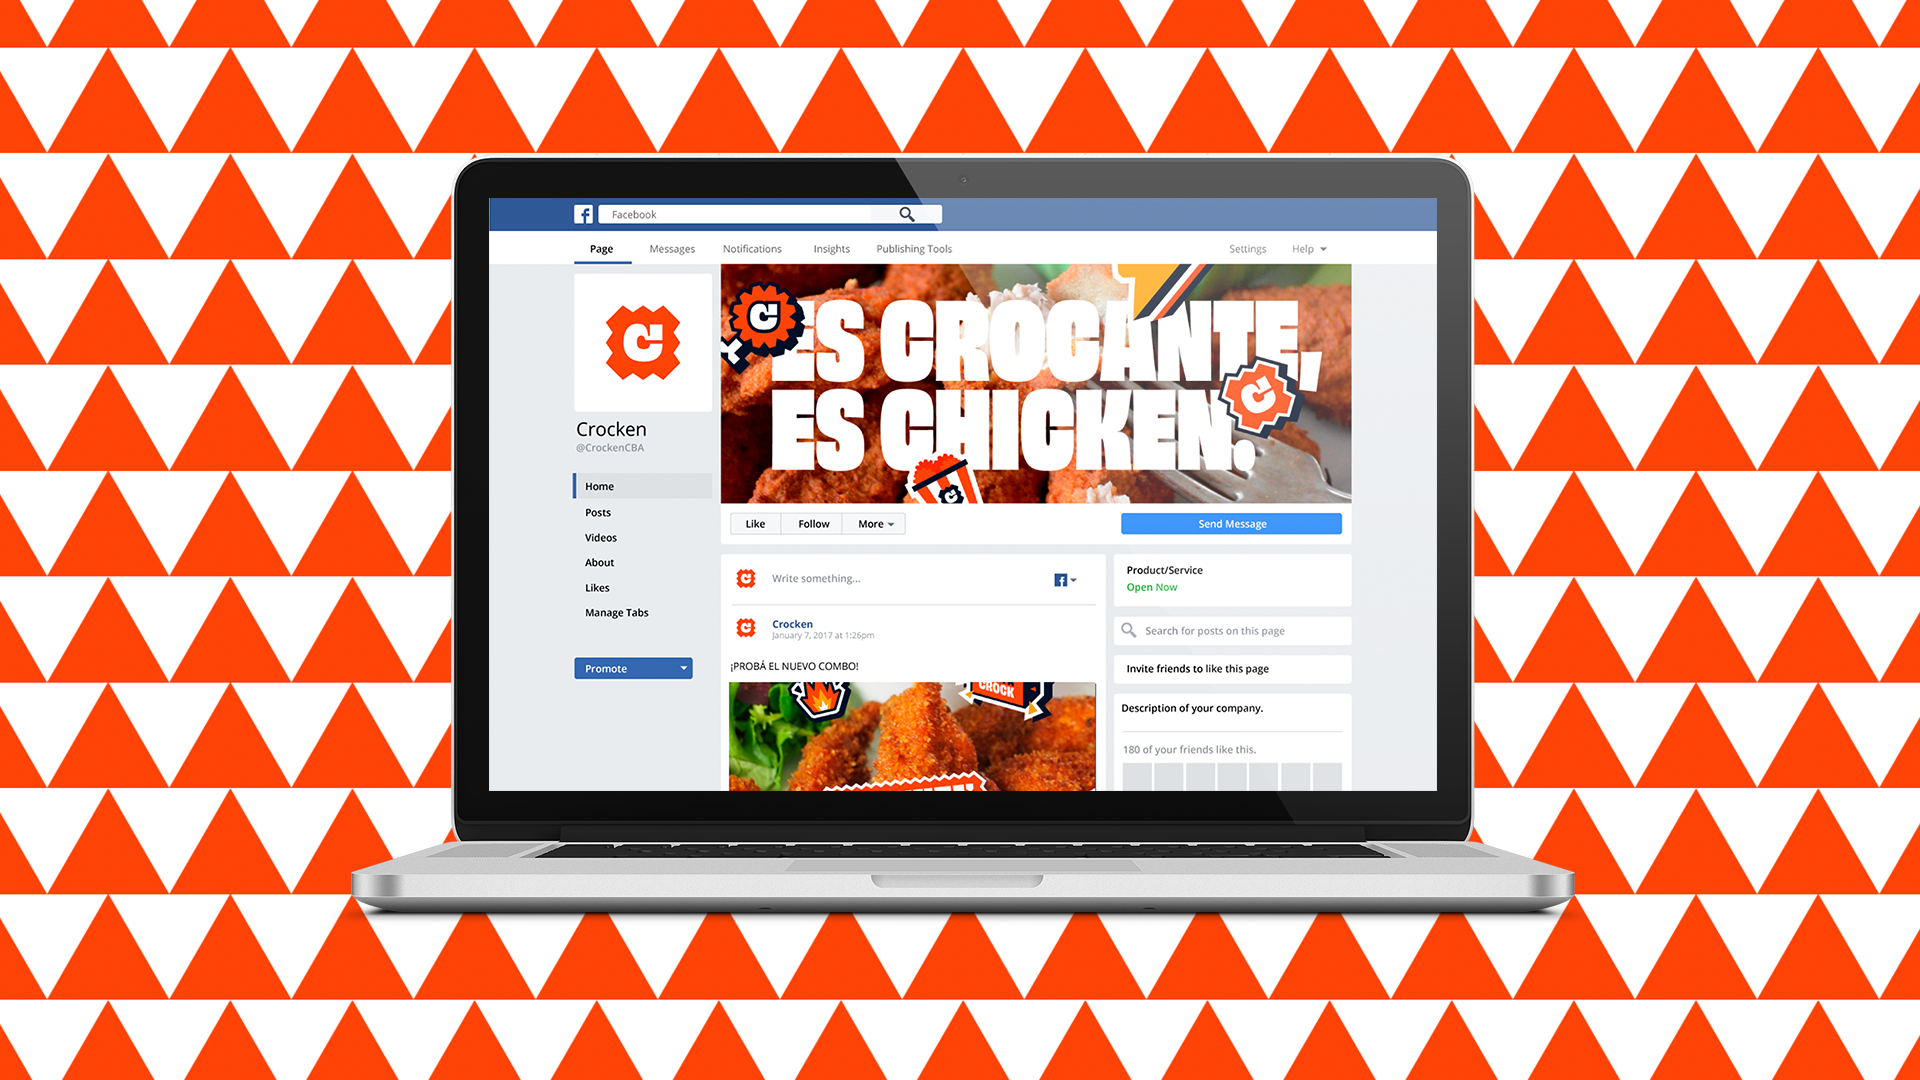 Facebook
Page Messages Notifications Insights Publishing Tools Settings Help
ES CROCANTE,
ES CHICKEN.
Crocken
@CrockenCBA
Home
Posts
Videos
About
Likes
Manage Tabs
Promote
Like Follow More
Send Message
Write something...
Crocken
January 7, 2017 at 1:26pm
¡PROBÁ EL NUEVO COMBO!
CROCK
Product/Service
Open Now
Search for posts on this page
Invite friends to like this page
Description of your company.
180 of your friends like this.